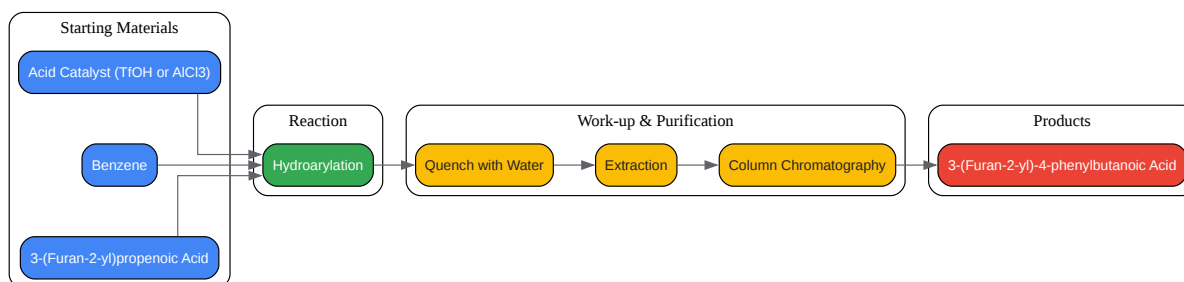 Starting Materials
Acid Catalyst (TfOH or AlCl3)
Benzene
3-(Furan-2-yl)propenoic Acid
Reaction
Hydroarylation
Work-up & Purification
Quench with Water
Extraction
Column Chromatography
Products
3-(Furan-2-yl)-4-phenylbutanoic Acid